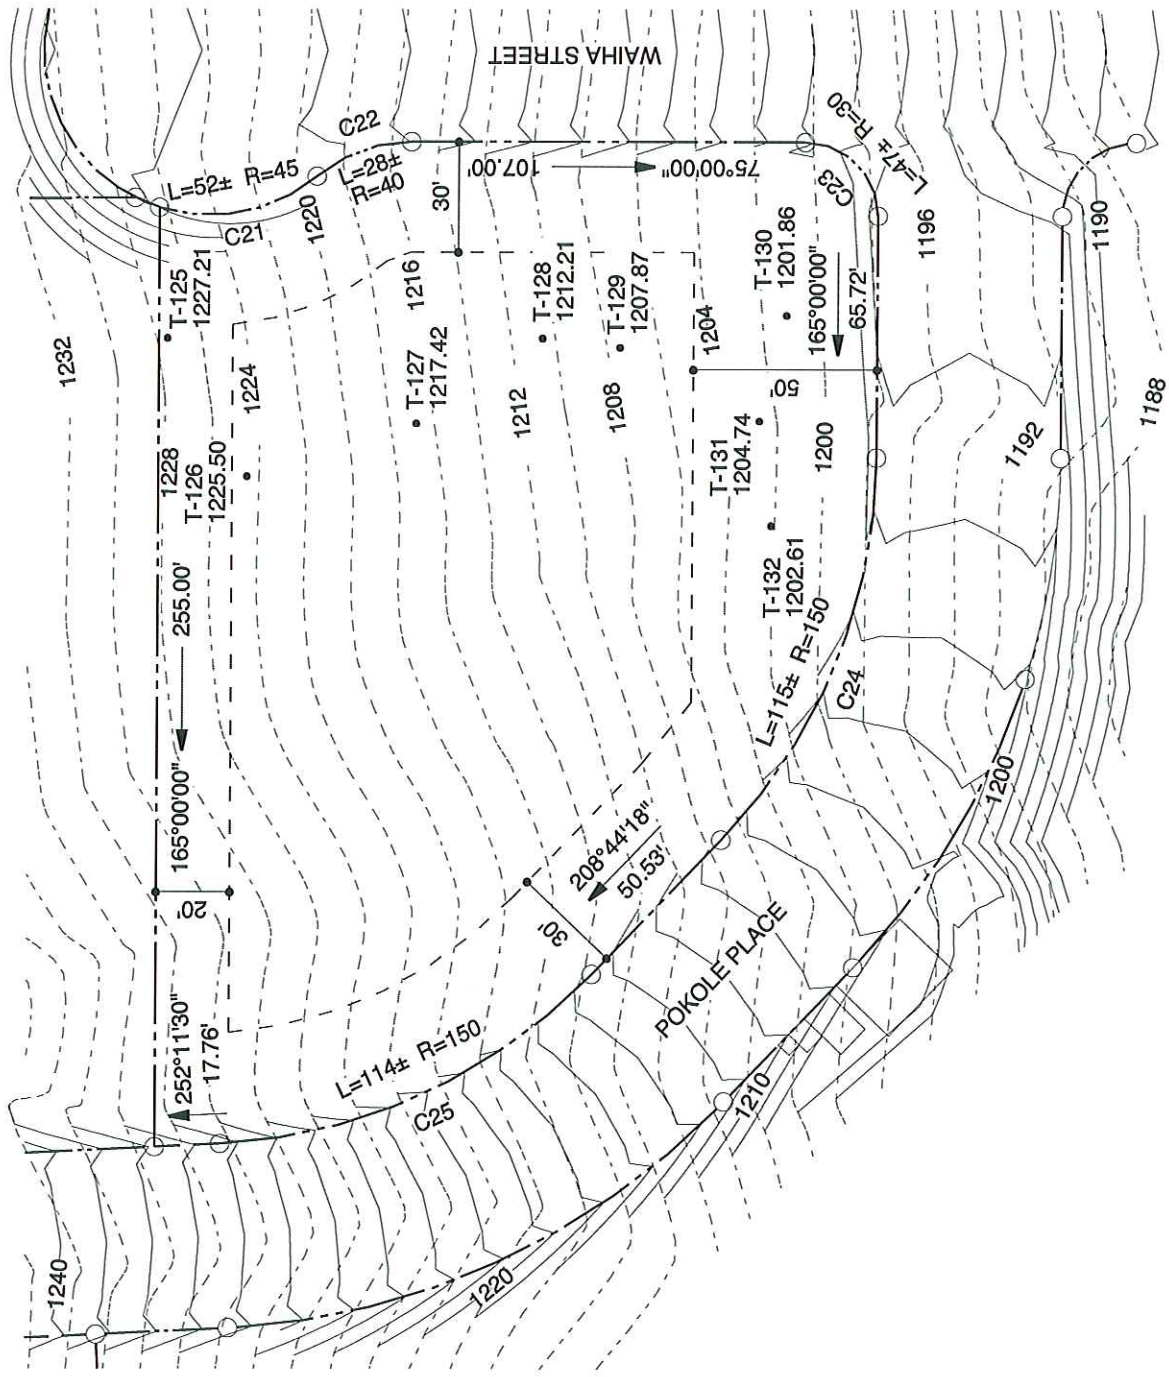 WAIHA STREET
C22
L=52± R=45
L=28±
R=40
107.00'
75°00'00"
L=47± R=30
C23
30'
1220
C21
1190
1196
T-125
1227.21
1216
T-128
1212.21
T-129
1207.87
T-130
1201.86
165°00'00"
65.72'
1204
1232
1224
T-127
1217.42
1212
1208
50'
1188
1228
T-126
1225.50
T-131
1204.74
1200
1192
255.00'
165°00'00"
T-132
1202.61
L=115± R=150
C24
1200
20'
208°44'18"
50.53'
30'
POKOLE PLACE
252°11'30"
17.76'
L=114± R=150
C25
1210
1240
1220